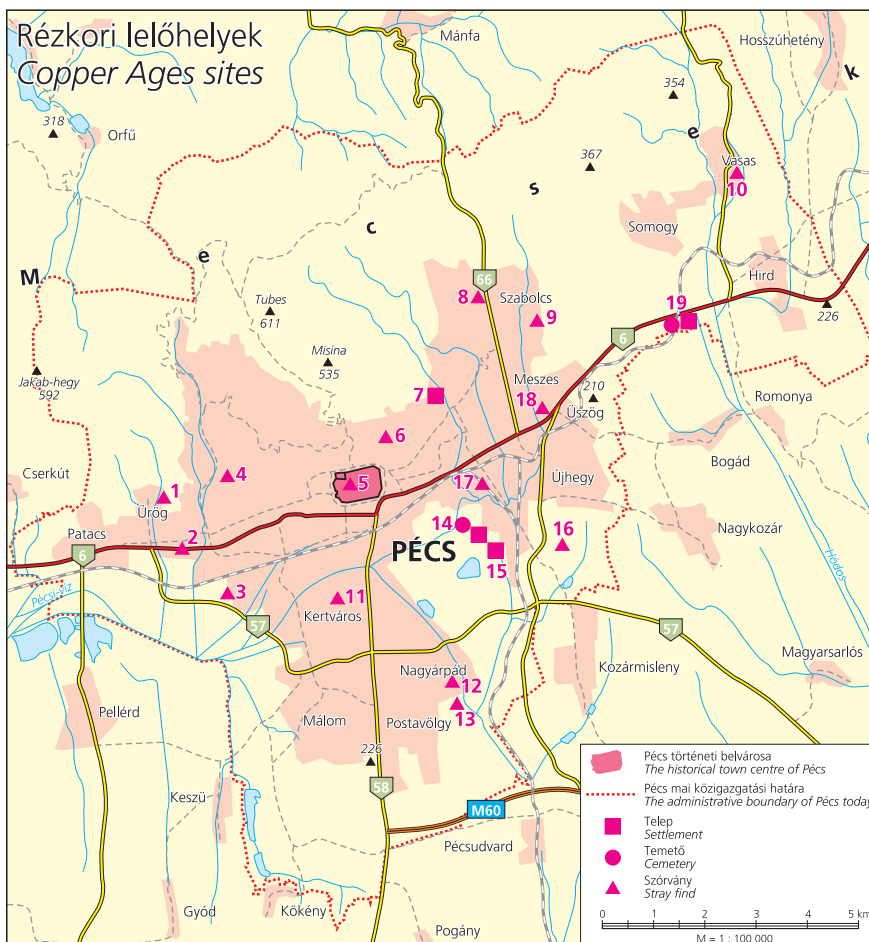 Rézkori lelőhelyek
Copper Ages sites
Mánfa
Hosszúhetény
318
Orfű
354
k
e
367
Vasas
10
s
Somogy
c
M
e
Hird
66
8
Szabolcs
9
19
226
Tubes
611
6
Misina
535
Jakab-hegy
592
Meszes
210
7
18
Üszög
Romonya
6
Bogád
Cserkút
4
5
17
Újhegy
1
Ürög
Patacs
2
14
16
Nagykozár
6
PÉCS
15
Hódos
Pécsi-víz
3
11
Kertváros
57
57
Nagyárpád
12
Kozármisleny
Magyarsarlós
13
Pellérd
Málom
Postavölgy
226
58
Keszü
M60
Pécsudvard
Gyód
Kökény
Pogány
Pécs történeti belvárosa
The historical town centre of Pécs
Pécs mai közigazgatási határa
The administrative boundary of Pécs today
Telep
Settlement
Temető
Cemetery
Szórvány
Stray find
0 1 2 3 4 5 km
M = 1 : 100 000